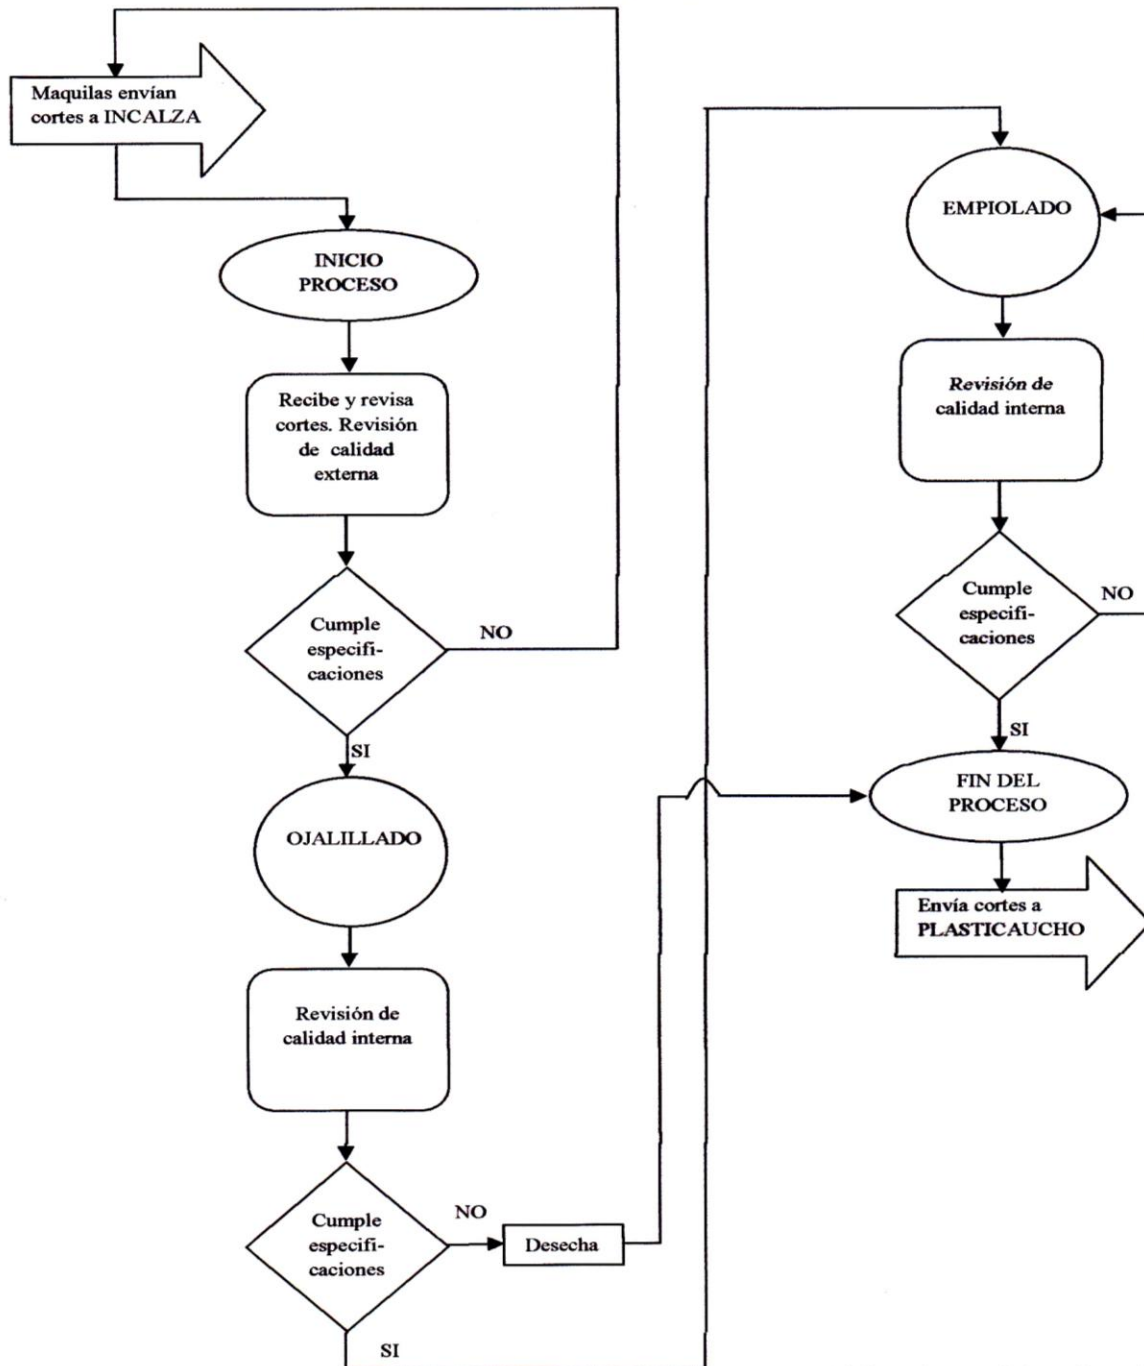 Maquilas envían
cortes a INCALZA
INICIO
PROCESO
Recibe y revisa
cortes. Revisión
de calidad
externa
Cumple
especifi-
caciones
NO
SI
OJALILLADO
Revisión de
calidad interna
Cumple
especifi-
caciones
NO
Desecha
SI
EMPIOLADO
Revisión de
calidad interna
Cumple
especifi-
caciones
NO
SI
FIN DEL
PROCESO
Envía cortes a
PLASTICAUCHO